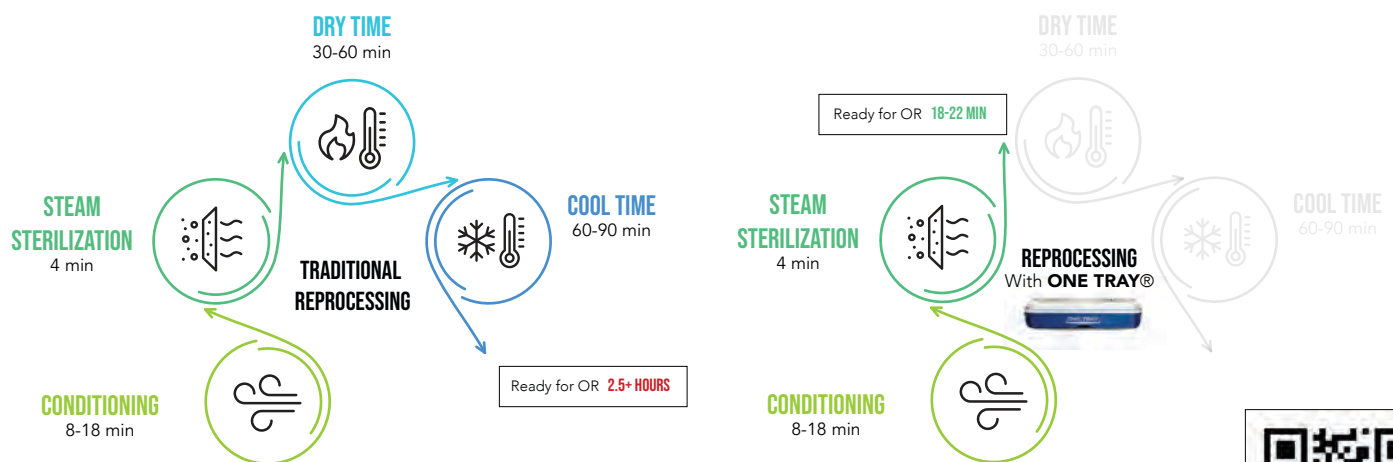 DRY TIME
30-60 min
STEAM
STERILIZATION
4 min
COOL TIME
60-90 min
TRADITIONAL
REPROCESSING
CONDITIONING
8-18 min
Ready for OR 2.5+ HOURS
DRY TIME
30-60 min
Ready for OR 18-22 MIN
STEAM
STERILIZATION
4 min
COOL TIME
60-90 min
REPROCESSING
With ONE TRAY®
ONE TRAY
CONDITIONING
8-18 min